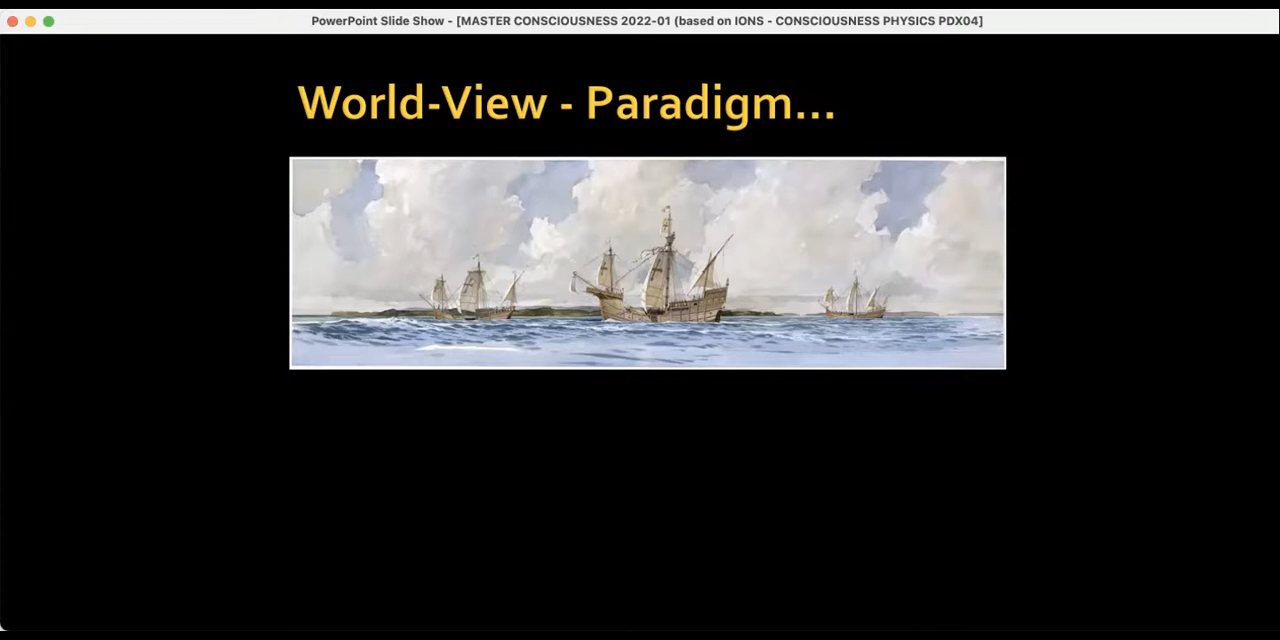 PowerPoint Slide Show - [MASTER CONSCIOUSNESS 2022-01 (based on IONS - CONSCIOUSNESS PHYSICS PDX04]
World-View - Paradigm...